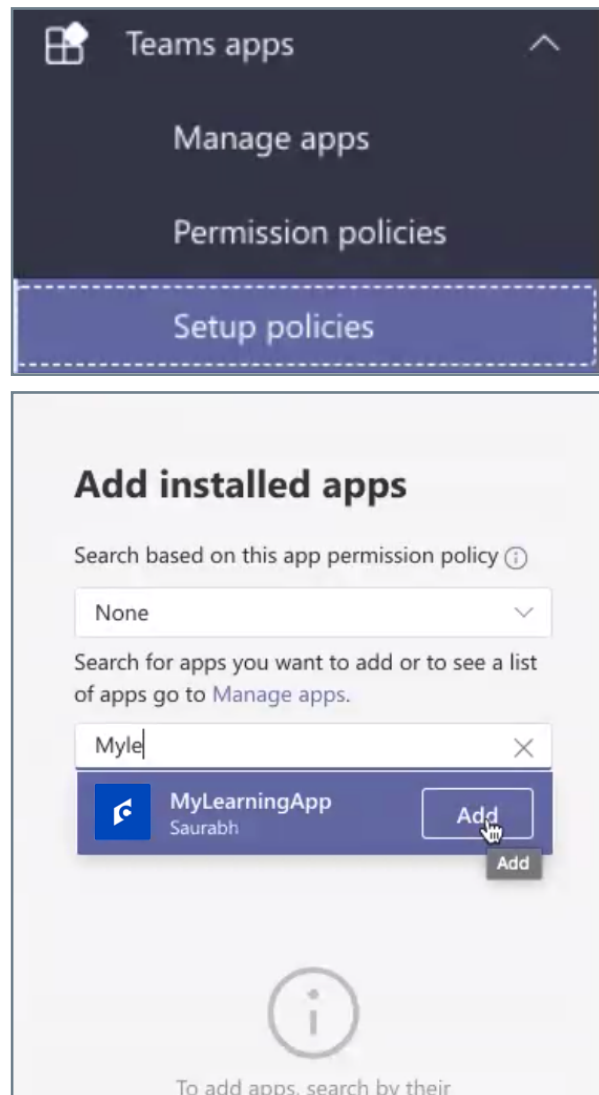 Teams apps
Manage apps
Permission policies
Setup policies
Add installed apps
Search based on this app permission policy
None
Search for apps you want to add or to see a list
of apps go to Manage apps.
Myle
MyLearningApp
Saurabh
Add
Add
To add apps, search by their